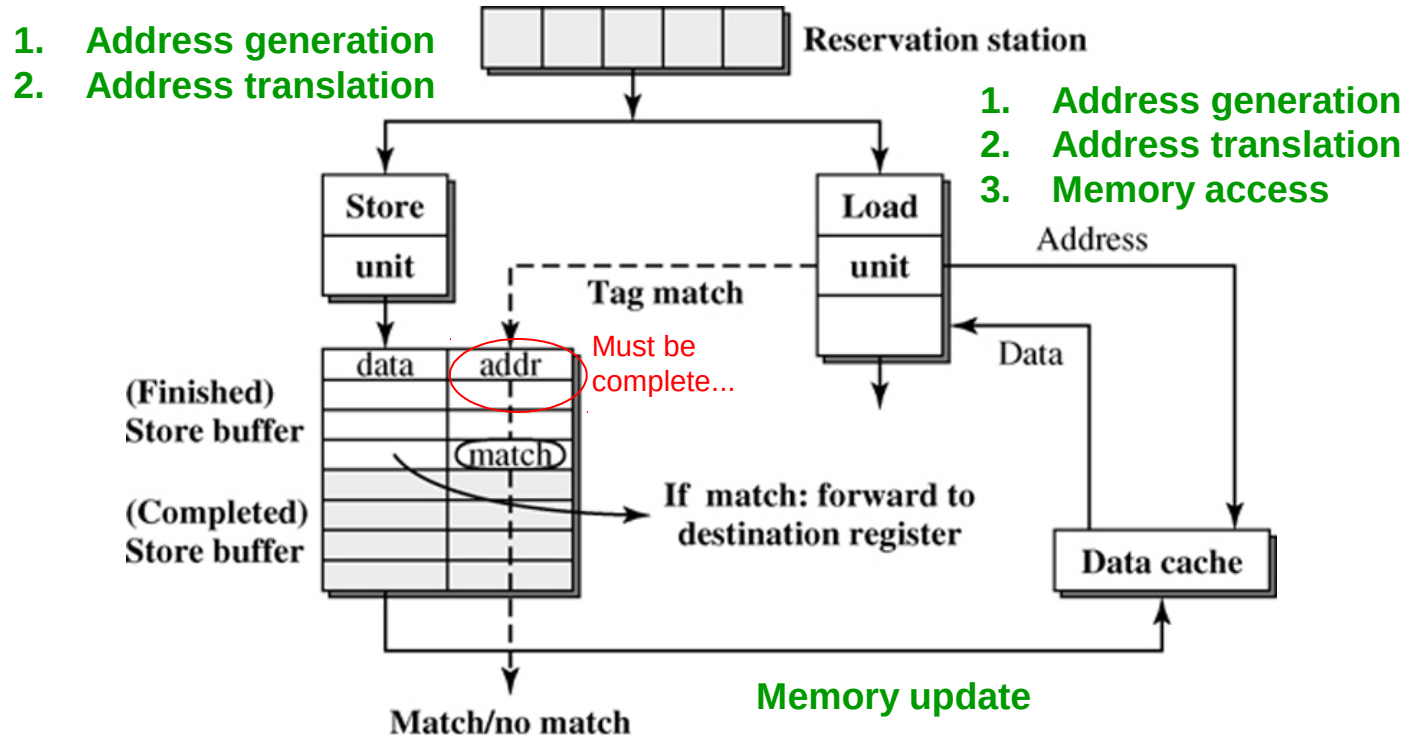 1. Address generation
2. Address translation
Reservation station
1. Address generation
2. Address translation
3. Memory access
Store
unit
Load
unit
Address
Tag match
Data
data
addr
Must be
complete...
(Finished)
Store buffer
match
(Completed)
Store buffer
If match: forward to
destination register
Data cache
Memory update
Match/no match